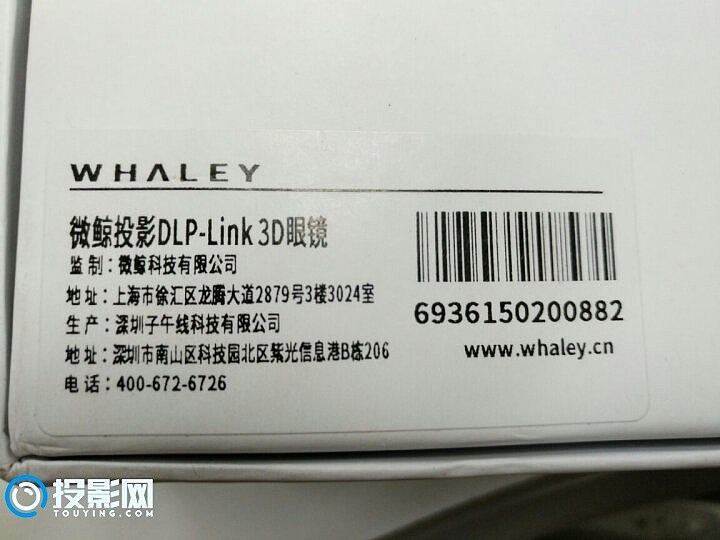 WHALEY
微鲸投影DLP-Link 3D眼镜
监 制：微鲸科技有限公司
地 址：上海市徐汇区龙腾大道2879号3楼3024室
生 产：深圳子午线科技有限公司
地 址：深圳市南山区科技园北区紫光信息港B栋206
电 话：400-672-6726
6936150200882
www.whaley.cn
投影网
TOUYING.COM